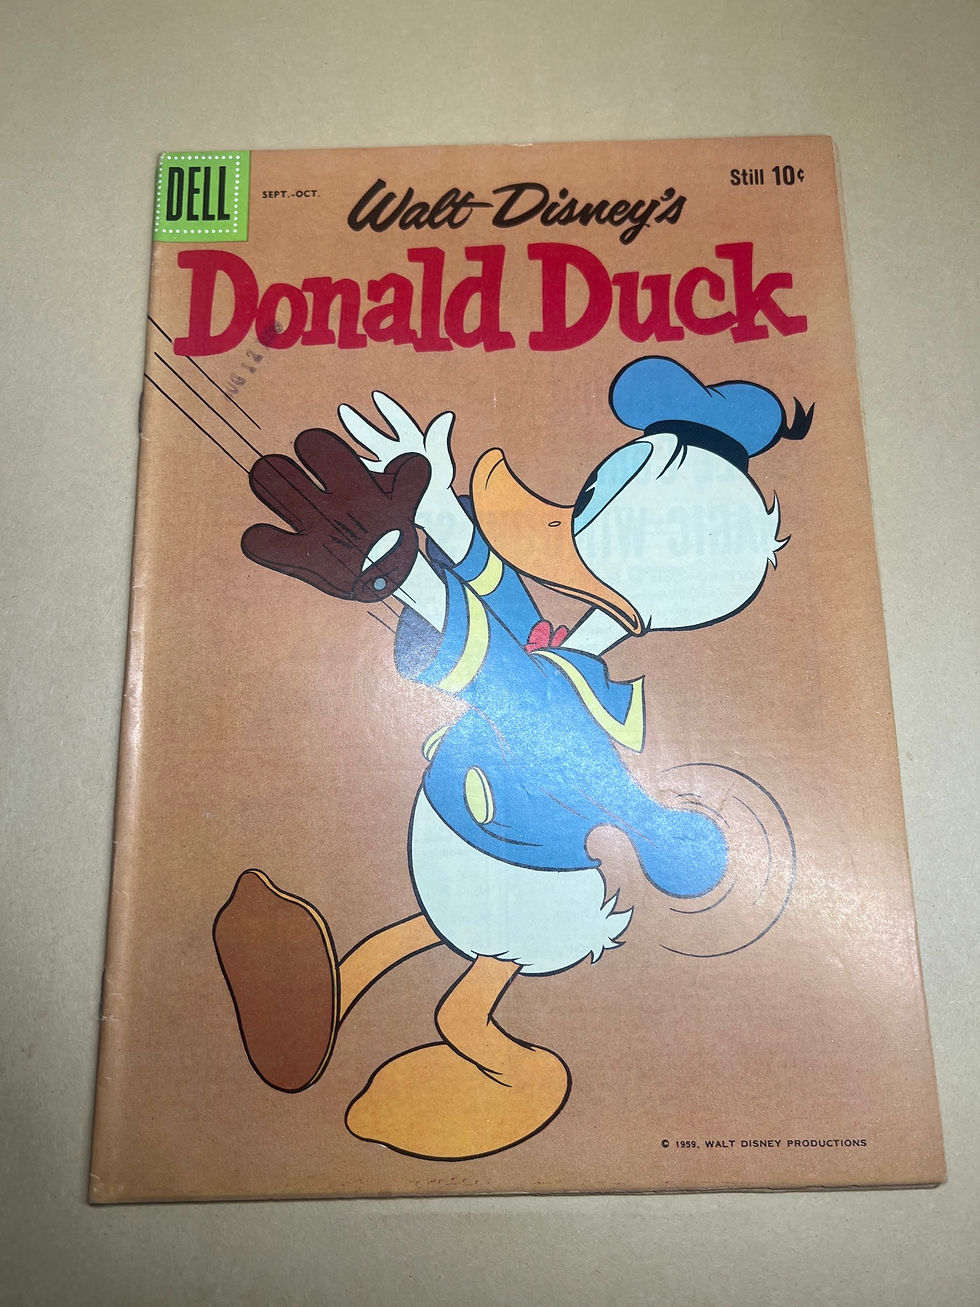 DELL
SEPT.-OCT.
Still 10¢
Walt Disney's
Donald Duck
© 1959, WALT DISNEY PRODUCTIONS